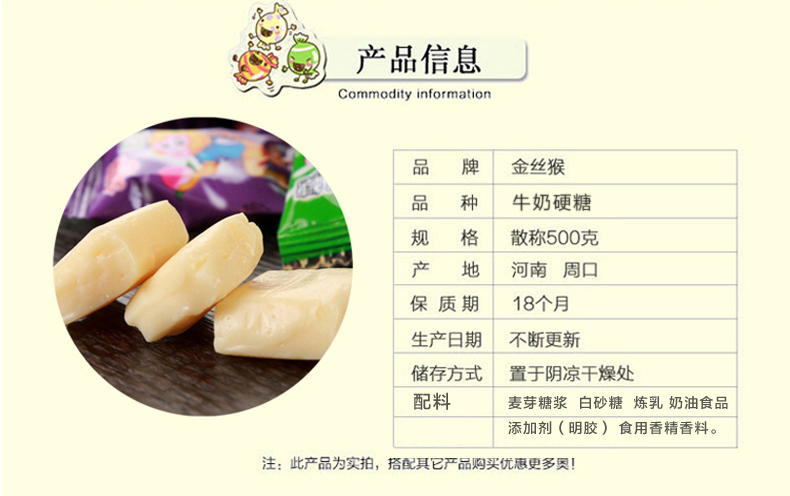 产品信息
Commodity information
品 牌 金丝猴
品 种 牛奶硬糖
规 格 散称500克
产 地 河南 周口
保 质 期 18个月
生产日期 不断更新
储存方式 置于阴凉干燥处
配料 麦芽糖浆 白砂糖 炼乳 奶油食品
添加剂（明胶） 食用香精香料。
注：此产品为实拍，搭配其它产品购买优惠更多奥！